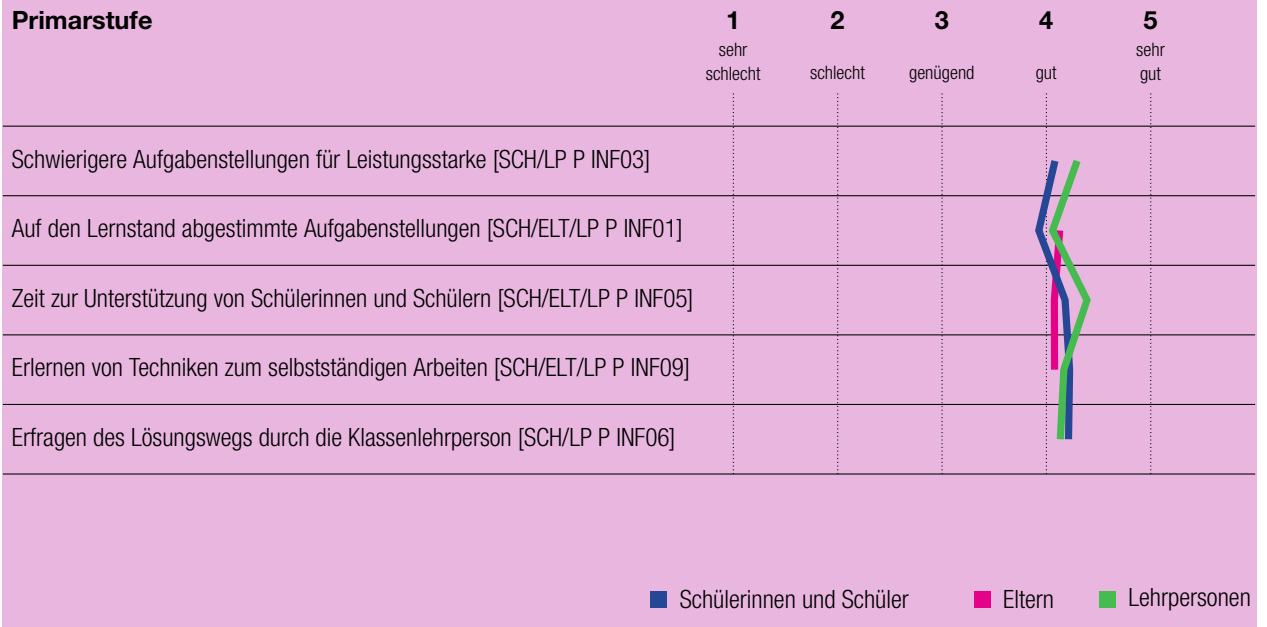 Primarstufe 1 2 3 4 5
sehr schlecht schlecht genügend gut sehr gut
Schwierigere Aufgabenstellungen für Leistungsstarke [SCH/LP P INF03]
Auf den Lernstand abgestimmte Aufgabenstellungen [SCH/ELT/LP P INF01]
Zeit zur Unterstützung von Schülerinnen und Schülern [SCH/ELT/LP P INF05]
Erlernen von Techniken zum selbstständigen Arbeiten [SCH/ELT/LP P INF09]
Erfragen des Lösungswegs durch die Klassenlehrperson [SCH/LP P INF06]
Schülerinnen und Schüler Eltern Lehrpersonen